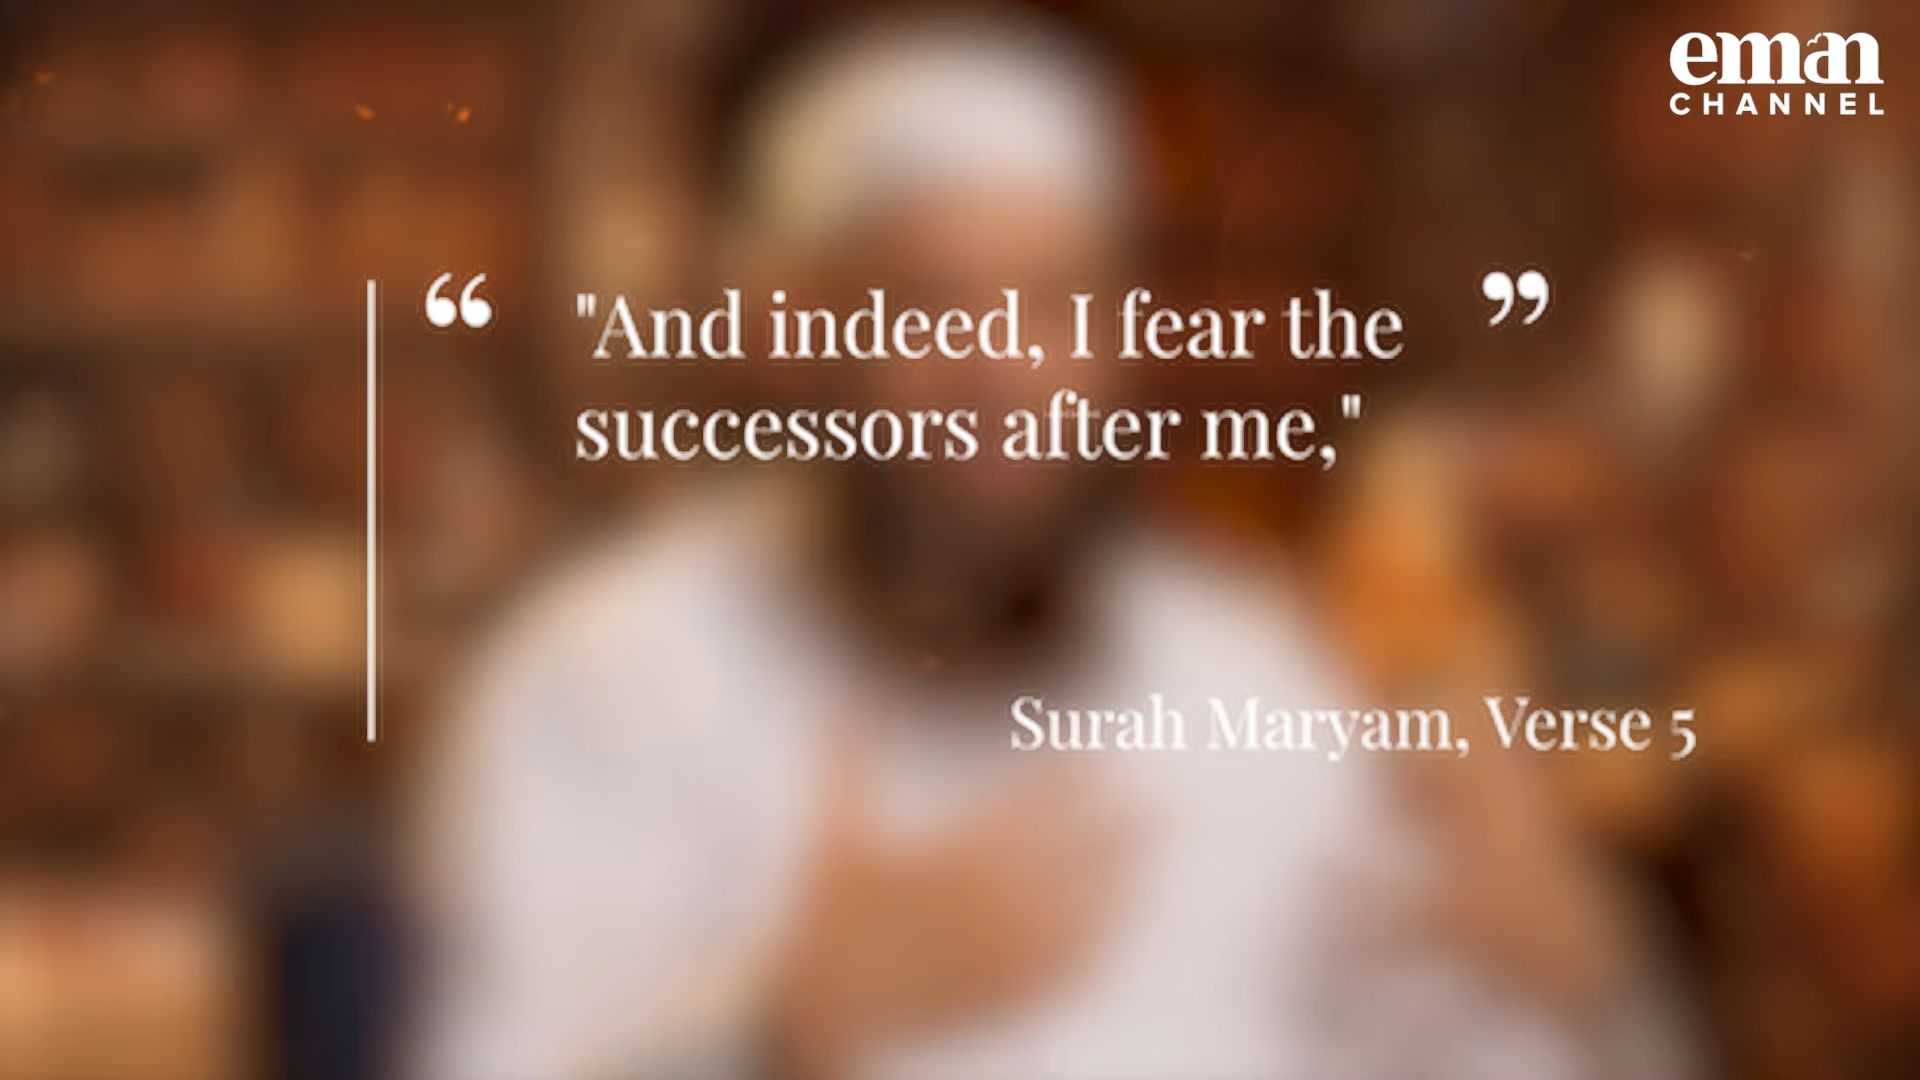 eman
CHANNEL
“ "And indeed, I fear the ”
successors after me,"
Surah Maryam, Verse 5